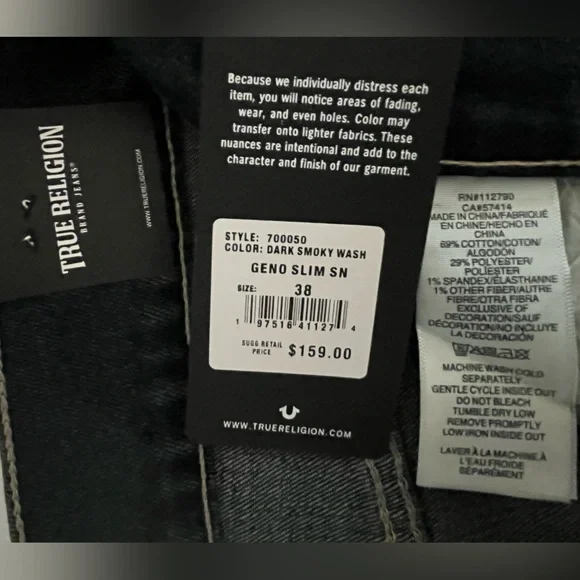 TRUE RELIGION
BRAND JEANS®
WWW.TRUERELIGION.COM
Because we individually distress each
item, you will notice areas of fading,
wear, and even holes. Color may
transfer onto lighter fabrics. These
nuances are intentional and add to the
character and finish of our garment.
STYLE: 700050
COLOR: DARK SMOKY WASH
GENO SLIM SN
SIZE: 38
1 97516 41127 4
SUGG RETAIL
PRICE $159.00
WWW.TRUERELIGION.COM
RN#112790
CA#57414
MADE IN CHINA/FABRIQUÉ
EN CHINE/HECHO EN
CHINA
69% COTTON/COTON/
ALGODÓN
29% POLYESTER/
POLIÉSTER
1% SPANDEX/ÉLASTHANNE
1% OTHER FIBER/AUTRE
FIBRE/OTRA FIBRA
EXCLUSIVE OF
DECORATION/SAUF
DÉCORATION/NO INCLUYE
LA DECORACIÓN
MACHINE WASH COLD
SEPARATELY
GENTLE CYCLE INSIDE OUT
DO NOT BLEACH
TUMBLE DRY LOW
REMOVE PROMPTLY
LOW IRON INSIDE OUT
LAVER À LA MACHINE À
L'EAU FROIDE
SÉPARÉMENT